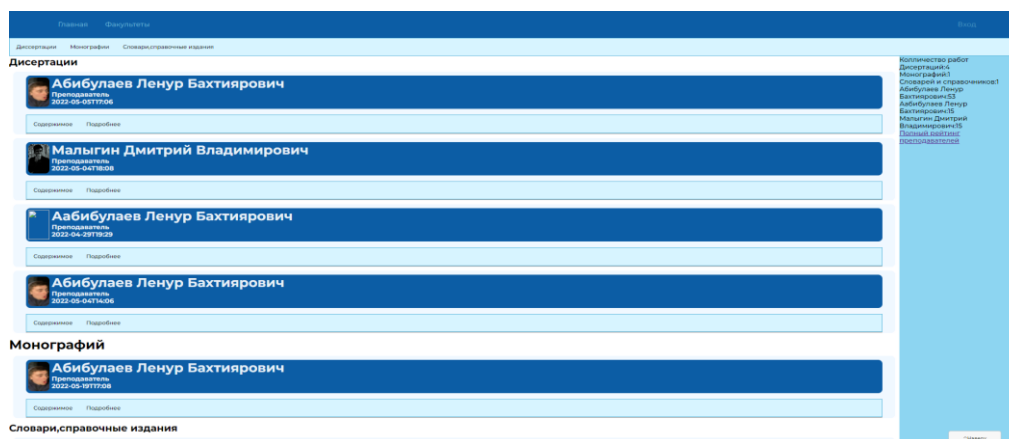 Главная Факультеты Вход
Диссертации Монографии Словари,справочные издания
Дисертации
Абибулаев Ленур Бахтиярович
Преподаватель
2022-05-05T17:06
Содержимое Подробнее
Малыгин Дмитрий Владимирович
Преподаватель
2022-05-04T18:08
Содержимое Подробнее
Аабибулаев Ленур Бахтиярович
Преподаватель
2022-04-29T19:29
Содержимое Подробнее
Абибулаев Ленур Бахтиярович
Преподаватель
2022-05-04T14:06
Содержимое Подробнее
Монографий
Абибулаев Ленур Бахтиярович
Преподаватель
2022-05-19T17:08
Содержимое Подробнее
Словари,справочные издания
Колличество работ
Дисертаций:4
Монографий:1
Словарей и справочников:1
Абибулаев Ленур
Бахтиярович:53
Аабибулаев Ленур
Бахтиярович:15
Малыгин Дмитрий
Владимирович:15
Полный рейтинг
преподавателей